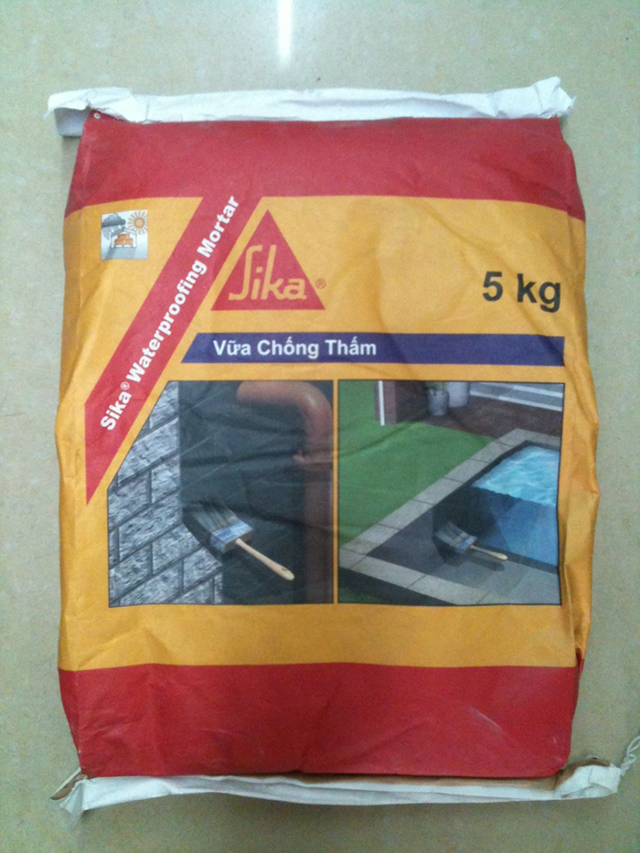 Sika® Waterproofing Mortar
Sika®
5 kg
Vữa Chống Thấm